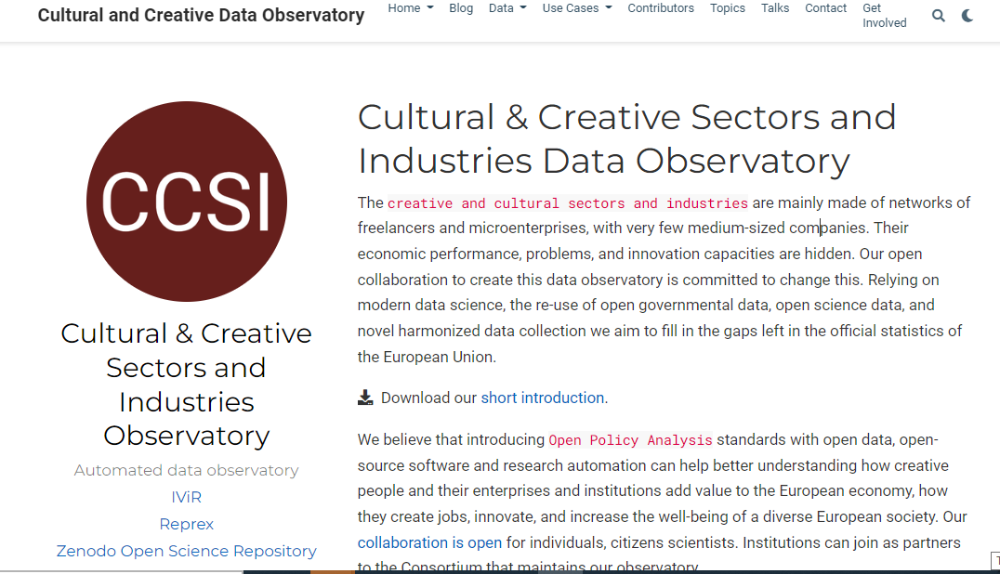 Cultural and Creative Data Observatory
Home Blog Data Use Cases Contributors Topics Talks Contact Get
Involved
CCSI
Cultural & Creative
Sectors and
Industries
Observatory
Automated data observatory
IViR
Reprex
Zenodo Open Science Repository
Cultural & Creative Sectors and
Industries Data Observatory
The creative and cultural sectors and industries are mainly made of networks of
freelancers and microenterprises, with very few medium-sized companies. Their
economic performance, problems, and innovation capacities are hidden. Our open
collaboration to create this data observatory is committed to change this. Relying on
modern data science, the re-use of open governmental data, open science data, and
novel harmonized data collection we aim to fill in the gaps left in the official statistics of
the European Union.
Download our short introduction.
We believe that introducing Open Policy Analysis standards with open data, open-
source software and research automation can help better understanding how creative
people and their enterprises and institutions add value to the European economy, how
they create jobs, innovate, and increase the well-being of a diverse European society. Our
collaboration is open for individuals, citizens scientists. Institutions can join as partners
to the Consortium that maintains our observatory